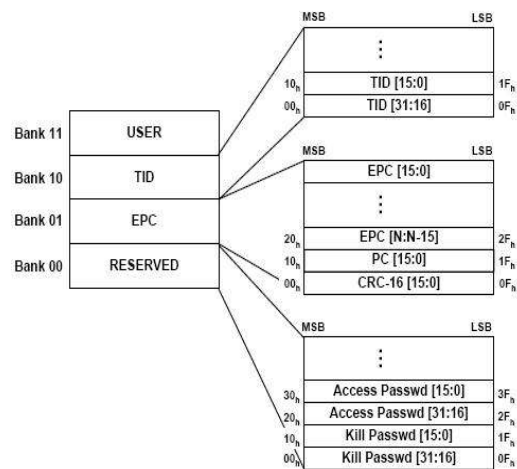 MSB LSB
10h TID [15:0] 1Fh
00h TID [31:16] 0Fh
Bank 11 USER
Bank 10 TID
Bank 01 EPC
Bank 00 RESERVED
MSB LSB
EPC [15:0]
20h EPC [N:N-15] 2Fh
10h PC [15:0] 1Fh
00h CRC-16 [15:0] 0Fh
MSB LSB
30h Access Passwd [15:0] 3Fh
20h Access Passwd [31:16] 2Fh
10h Kill Passwd [15:0] 1Fh
00h Kill Passwd [31:16] 0Fh